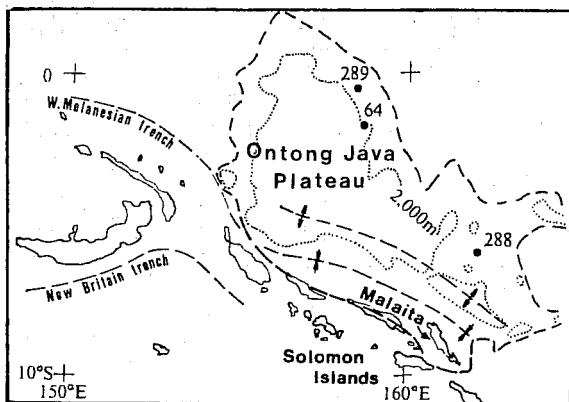 0
289
64
W. Melanesian trench
Ontong Java
Plateau
2,000m
288
New Britain trench
Malaita
Solomon
Islands
10°S
150°E
160°E